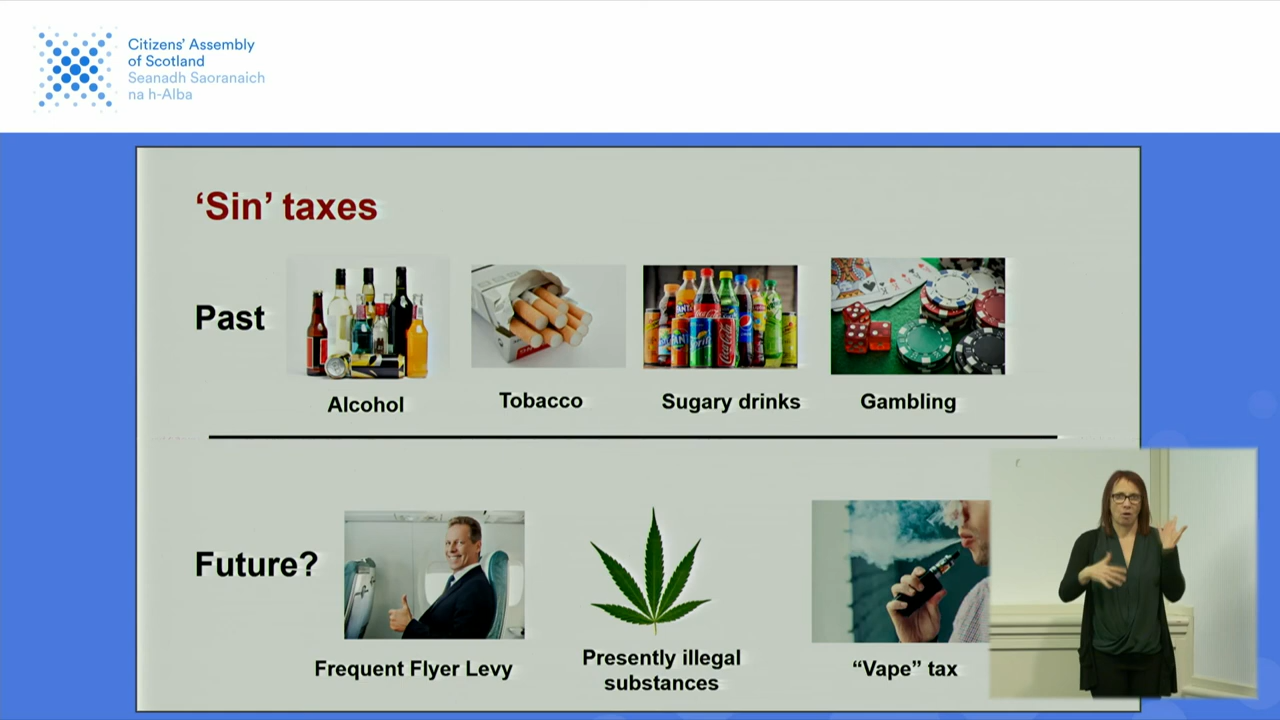 Citizens' Assembly
of Scotland
Seanadh Saoranaich
na h-Alba
'Sin' taxes
Past
Alcohol
Tobacco
Sugary drinks
Gambling
Future?
Frequent Flyer Levy
Presently illegal
substances
“Vape” tax